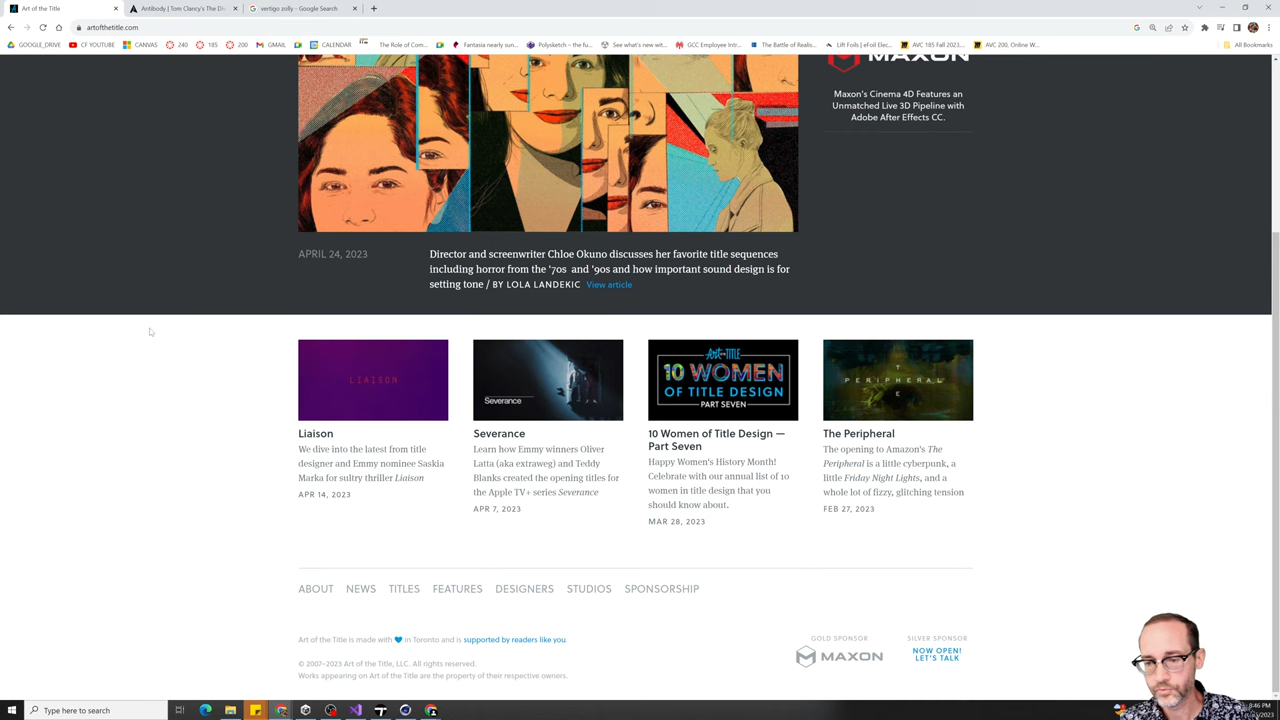 Art of the Title
Antibody | Tom Clancy's The Di
vertigo zolly - Google Search
artofthetitle.com
GOOGLE_DRIVE
CF YOUTUBE
CANVAS
240
185
200
GMAIL
CALENDAR
The Role of Com...
Fantasia nearly sun...
Polysketch – the fu...
See what's new wit...
GCC Employee Intr...
The Battle of Realis...
Lift Foils | eFoil Elec...
AVC 185 Fall 2023,...
AVC 200, Online W...
All Bookmarks
MAXON
Maxon's Cinema 4D Features an
Unmatched Live 3D Pipeline with
Adobe After Effects CC.
APRIL 24, 2023
Director and screenwriter Chloe Okuno discusses her favorite title sequences
including horror from the '70s and '90s and how important sound design is for
setting tone / BY LOLA LANDEKIC View article
LIAISON
Severance
Art of the TITLE
10 WOMEN
OF TITLE DESIGN
PART SEVEN
T
PERIPHERAL
E
Liaison
We dive into the latest from title
designer and Emmy nominee Saskia
Marka for sultry thriller Liaison
APR 14, 2023
Severance
Learn how Emmy winners Oliver
Latta (aka extraweg) and Teddy
Blanks created the opening titles for
the Apple TV+ series Severance
APR 7, 2023
10 Women of Title Design —
Part Seven
Happy Women's History Month!
Celebrate with our annual list of 10
women in title design that you
should know about.
MAR 28, 2023
The Peripheral
The opening to Amazon's The
Peripheral is a little cyberpunk, a
little Friday Night Lights, and a
whole lot of fizzy, glitching tension
FEB 27, 2023
ABOUT NEWS TITLES FEATURES DESIGNERS STUDIOS SPONSORSHIP
Art of the Title is made with in Toronto and is supported by readers like you.
© 2007–2023 Art of the Title, LLC. All rights reserved.
Works appearing on Art of the Title are the property of their respective owners.
GOLD SPONSOR
MAXON
SILVER SPONSOR
NOW OPEN!
LET'S TALK
Type here to search
8:46 PM